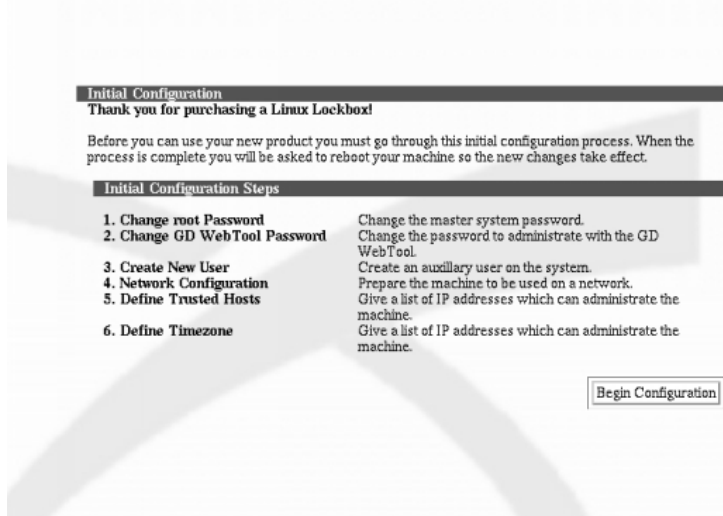 Initial Configuration
Thank you for purchasing a Linux Lockbox!
Before you can use your new product you must go through this initial configuration process. When the
process is complete you will be asked to reboot your machine so the new changes take effect.
Initial Configuration Steps
1. Change root Password Change the master system password.
2. Change GD WebTool Password Change the password to administrate with the GD
WebTool.
3. Create New User Create an auxillary user on the system.
4. Network Configuration Prepare the machine to be used on a network.
5. Define Trusted Hosts Give a list of IP addresses which can administrate the
machine.
6. Define Timezone Give a list of IP addresses which can administrate the
machine.
Begin Configuration